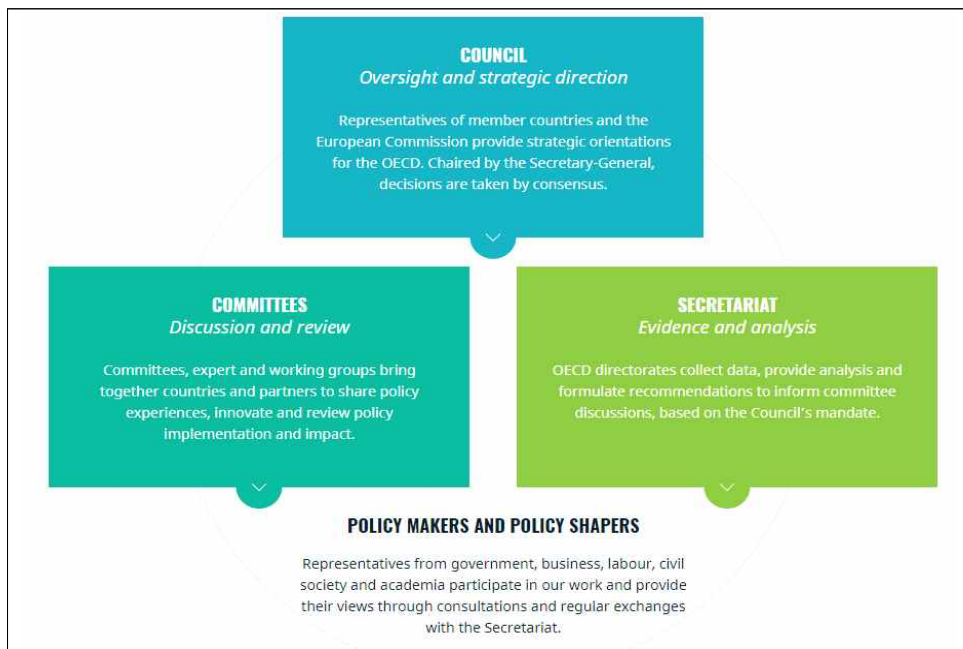 COUNCIL
Oversight and strategic direction
Representatives of member countries and the
European Commission provide strategic orientations
for the OECD. Chaired by the Secretary-General,
decisions are taken by consensus.
COMMITTEES
Discussion and review
Committees, expert and working groups bring
together countries and partners to share policy
experiences, innovate and review policy
implementation and impact.
SECRETARIAT
Evidence and analysis
OECD directorates collect data, provide analysis and
formulate recommendations to inform committee
discussions, based on the Council's mandate.
POLICY MAKERS AND POLICY SHAPERS
Representatives from government, business, labour, civil
society and academia participate in our work and provide
their views through consultations and regular exchanges
with the Secretariat.